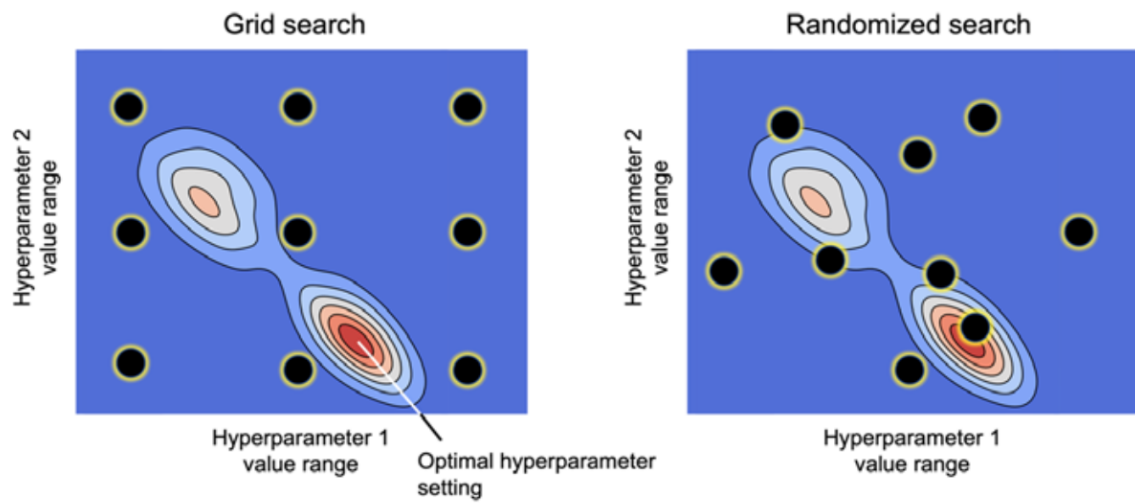 Grid search
Randomized search
Hyperparameter 2
value range
Hyperparameter 2
value range
Hyperparameter 1
value range
Optimal hyperparameter
setting
Hyperparameter 1
value range